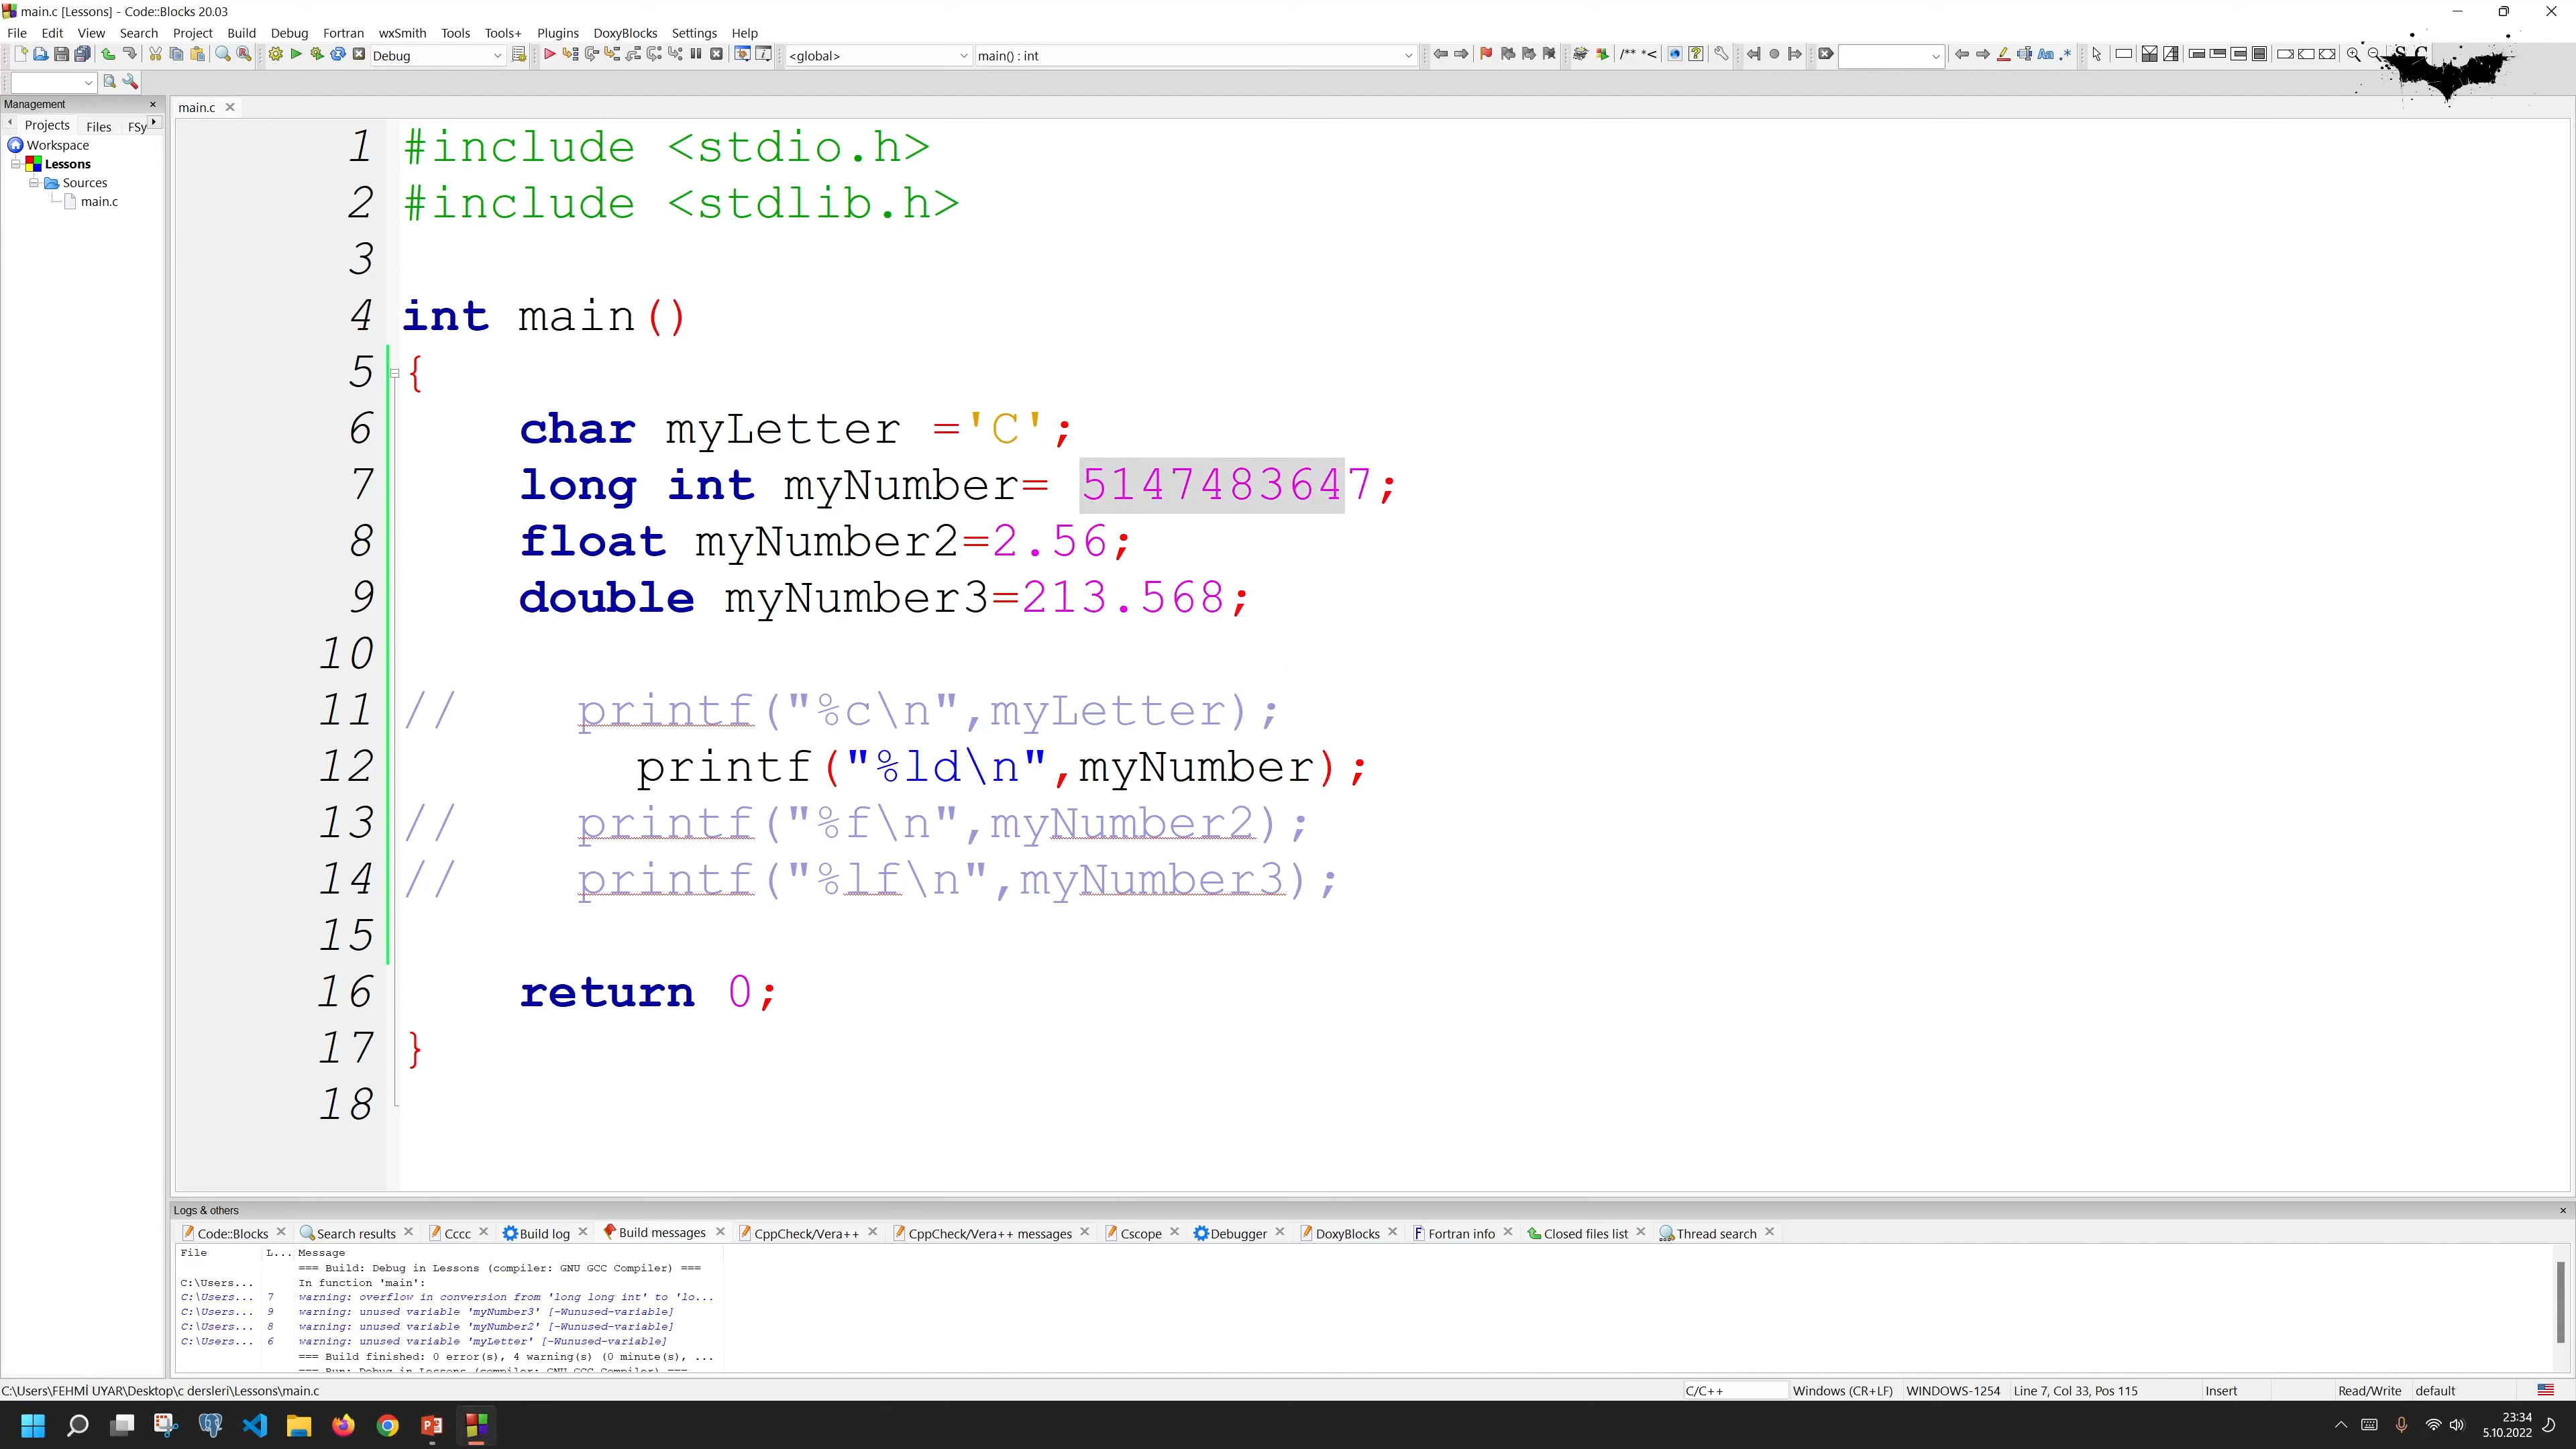 main.c [Lessons] - Code::Blocks 20.03
File Edit View Search Project Build Debug Fortran wxSmith Tools Tools+ Plugins DoxyBlocks Settings Help
Debug <global> main() : int /** *< Aa .*
S C
Management
main.c
Projects Files FSy
Workspace
Lessons
Sources
main.c
1 #include <stdio.h>
2 #include <stdlib.h>
3
4 int main()
5 {
6 char myLetter ='C';
7 long int myNumber= 5147483647;
8 float myNumber2=2.56;
9 double myNumber3=213.568;
10
11 // printf("%c\n",myLetter);
12 printf("%ld\n",myNumber);
13 // printf("%f\n",myNumber2);
14 // printf("%lf\n",myNumber3);
15
16 return 0;
17 }
18
Logs & others
Code::Blocks Search results Cccc Build log Build messages CppCheck/Vera++ CppCheck/Vera++ messages Cscope Debugger DoxyBlocks Fortran info Closed files list Thread search
File L... Message
=== Build: Debug in Lessons (compiler: GNU GCC Compiler) ===
C:\Users... In function 'main':
C:\Users... 7 warning: overflow in conversion from 'long long int' to 'lo...
C:\Users... 9 warning: unused variable 'myNumber3' [-Wunused-variable]
C:\Users... 8 warning: unused variable 'myNumber2' [-Wunused-variable]
C:\Users... 6 warning: unused variable 'myLetter' [-Wunused-variable]
=== Build finished: 0 error(s), 4 warning(s) (0 minute(s), ...
=== Run: Debug in Lessons (compiler: GNU GCC Compiler) ===
C:\Users\FEHMİ UYAR\Desktop\c dersleri\Lessons\main.c C/C++ Windows (CR+LF) WINDOWS-1254 Line 7, Col 33, Pos 115 Insert Read/Write default
23:34
5.10.2022